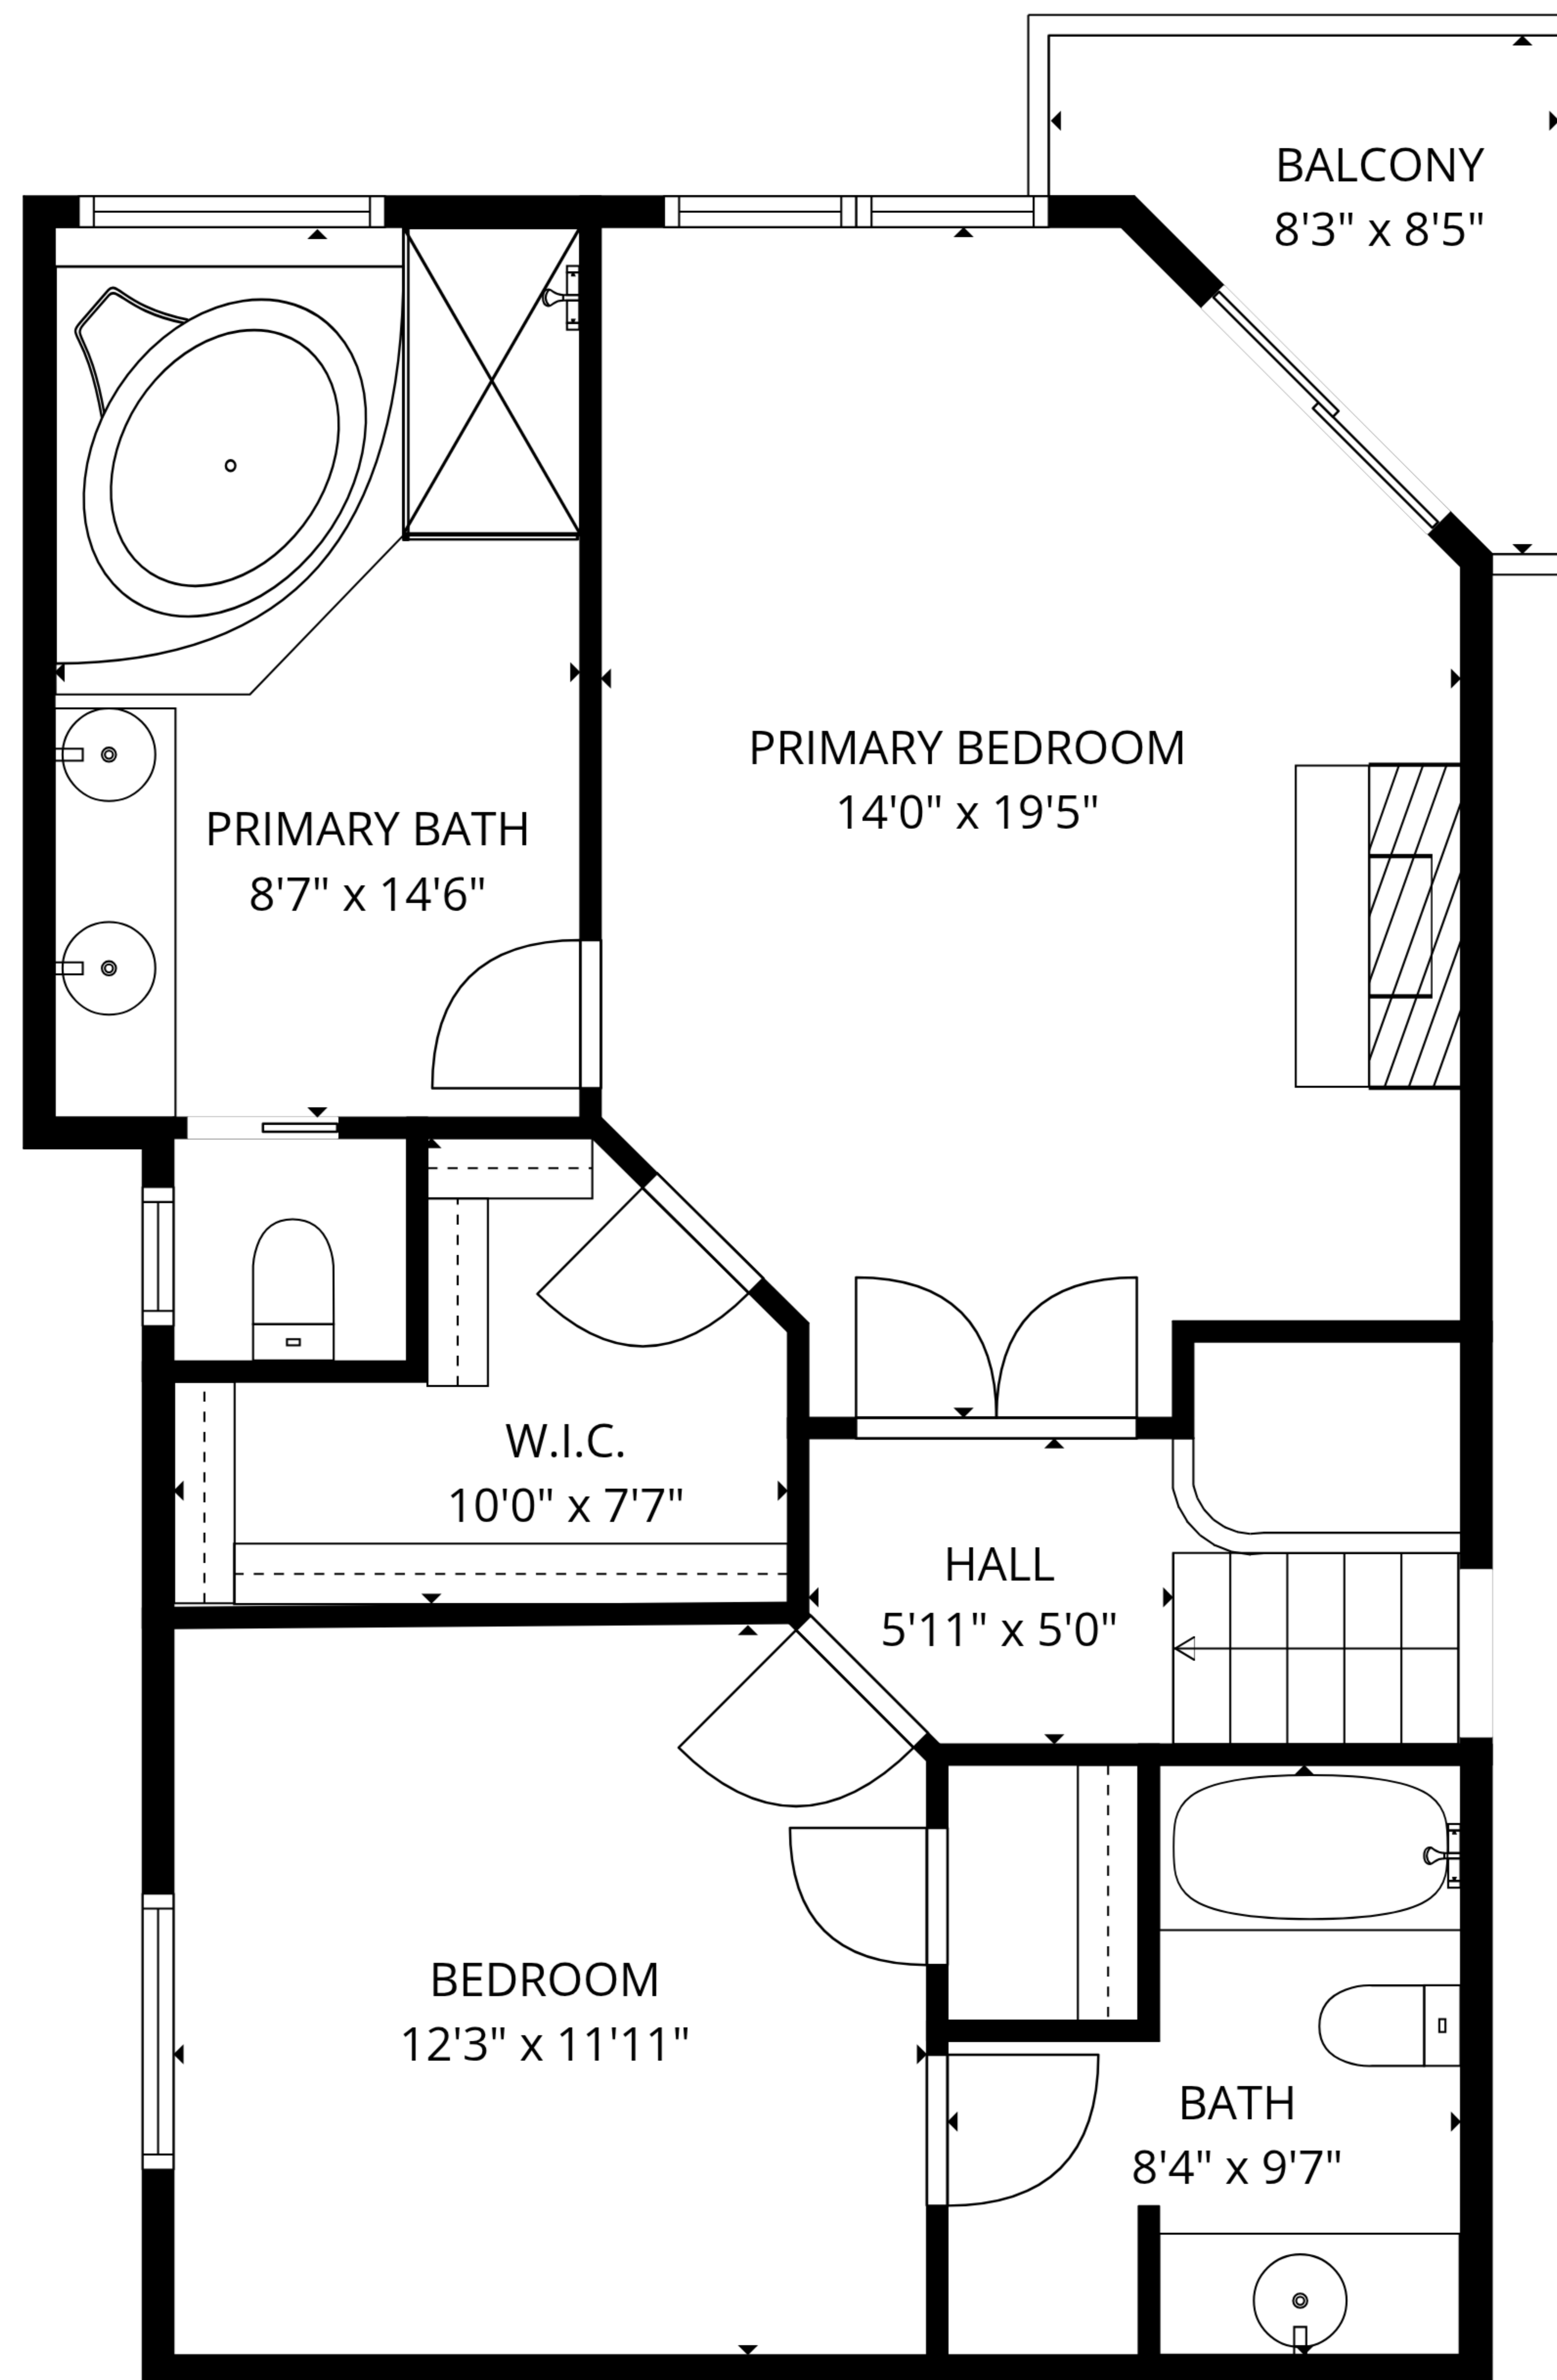 BALCONY
8'3" x 8'5"
PRIMARY BEDROOM
14'0" x 19'5"
PRIMARY BATH
8'7" x 14'6"
W.I.C.
10'0" x 7'7"
HALL
5'11" x 5'0"
BEDROOM
12'3" x 11'11"
BATH
8'4" x 9'7"